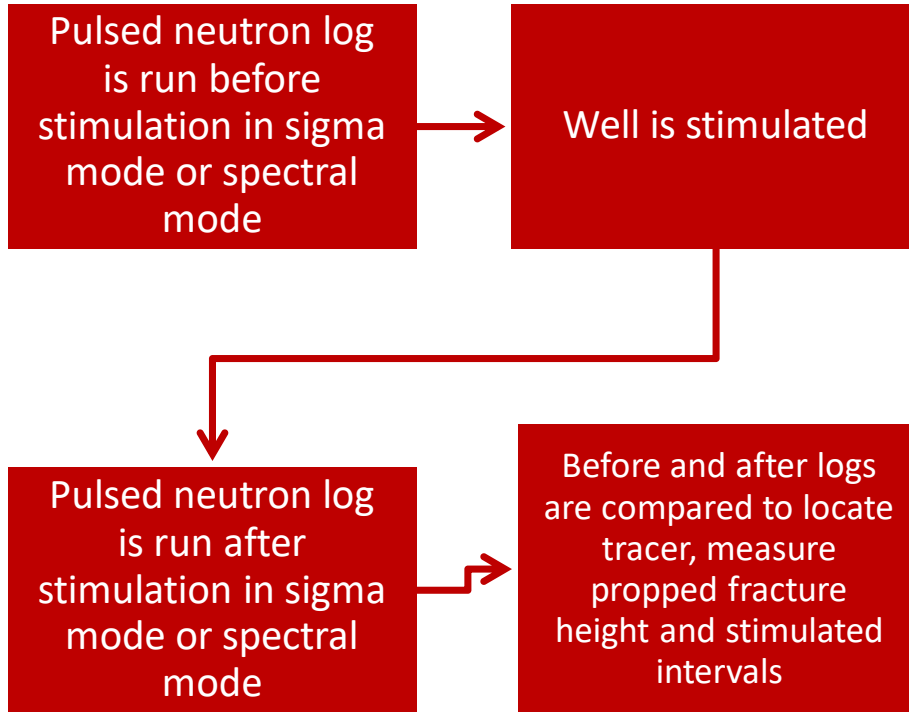 Pulsed neutron log
is run before
stimulation in sigma
mode or spectral
mode
Well is stimulated
Pulsed neutron log
is run after
stimulation in sigma
mode or spectral
mode
Before and after logs
are compared to locate
tracer, measure
propped fracture
height and stimulated
intervals